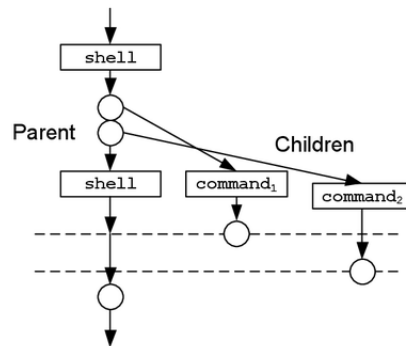 shell
Parent
Children
shell
command₁
command₂